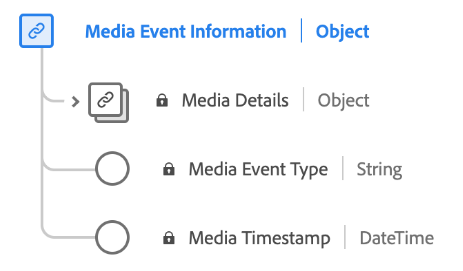 Media Event Information | Object
Media Details | Object
Media Event Type | String
Media Timestamp | DateTime